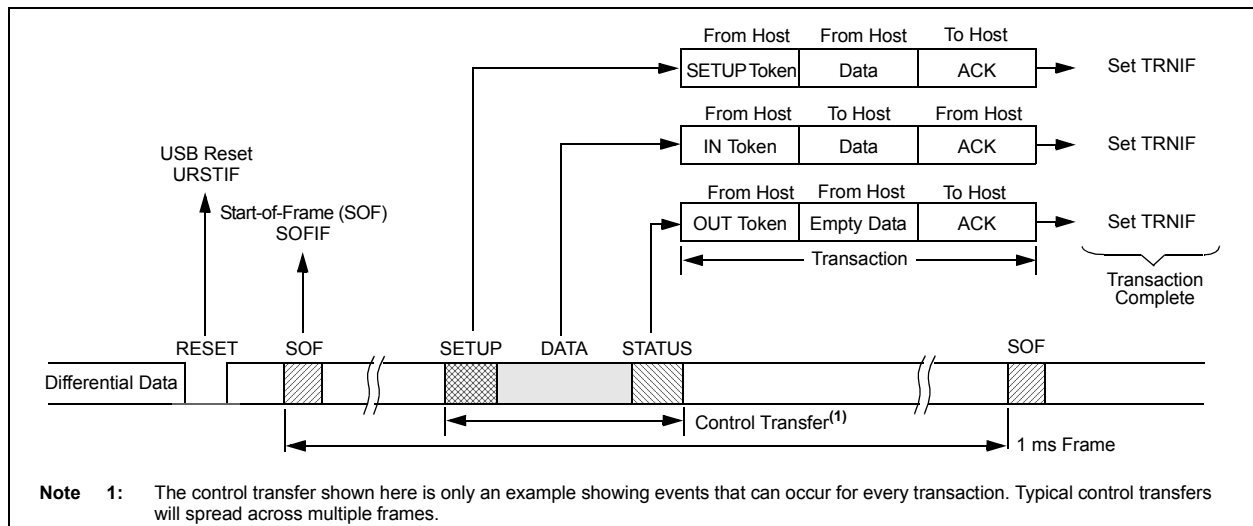 From Host From Host To Host
SETUP Token Data ACK Set TRNIF
From Host To Host From Host
IN Token Data ACK Set TRNIF
USB Reset
URSTIF
From Host From Host To Host
Start-of-Frame (SOF)
SOFIF
OUT Token Empty Data ACK Set TRNIF
Transaction
Transaction
Complete
RESET SOF SETUP DATA STATUS SOF
Differential Data
Control Transfer(1)
1 ms Frame
Note 1: The control transfer shown here is only an example showing events that can occur for every transaction. Typical control transfers
will spread across multiple frames.